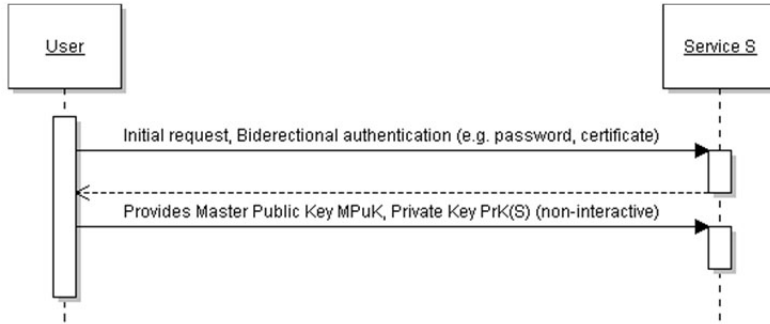 User
Service S
Initial request, Biderectional authentication (e.g. password, certificate)
Provides Master Public Key MPuK, Private Key PrK(S) (non-interactive)